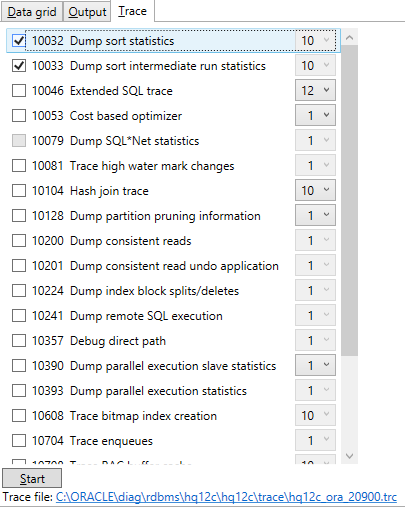 Data grid Output Trace
10032 Dump sort statistics 10
10033 Dump sort intermediate run statistics 10
10046 Extended SQL trace 12
10053 Cost based optimizer 1
10079 Dump SQL*Net statistics 1
10081 Trace high water mark changes 1
10104 Hash join trace 10
10128 Dump partition pruning information 1
10200 Dump consistent reads 1
10201 Dump consistent read undo application 1
10224 Dump index block splits/deletes 1
10241 Dump remote SQL execution 1
10357 Debug direct path 1
10390 Dump parallel execution slave statistics 1
10393 Dump parallel execution statistics 1
10608 Trace bitmap index creation 10
10704 Trace enqueues 1
Start
Trace file: C:\ORACLE\diag\rdbms\hq12c\hq12c\trace\hq12c_ora_20900.trc